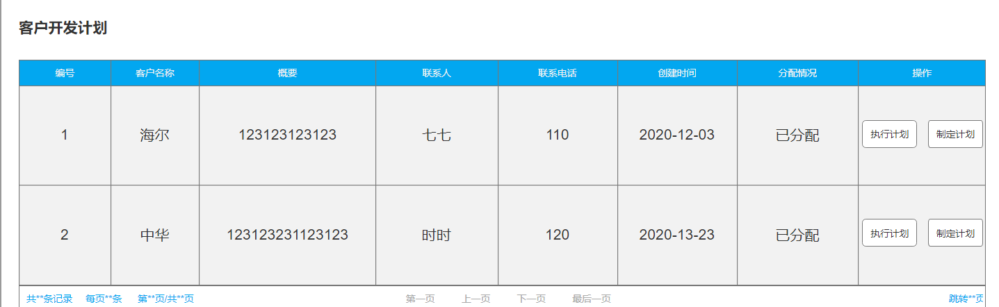 客户开发计划
编号 客户名称 概要 联系人 联系电话 创建时间 分配情况 操作
1 海尔 123123123123 七七 110 2020-12-03 已分配 执行计划 制定计划
2 中华 123123231123123 时时 120 2020-13-23 已分配 执行计划 制定计划
共**条记录 每页**条 第**页/共**页 第一页 上一页 下一页 最后一页 跳转**页